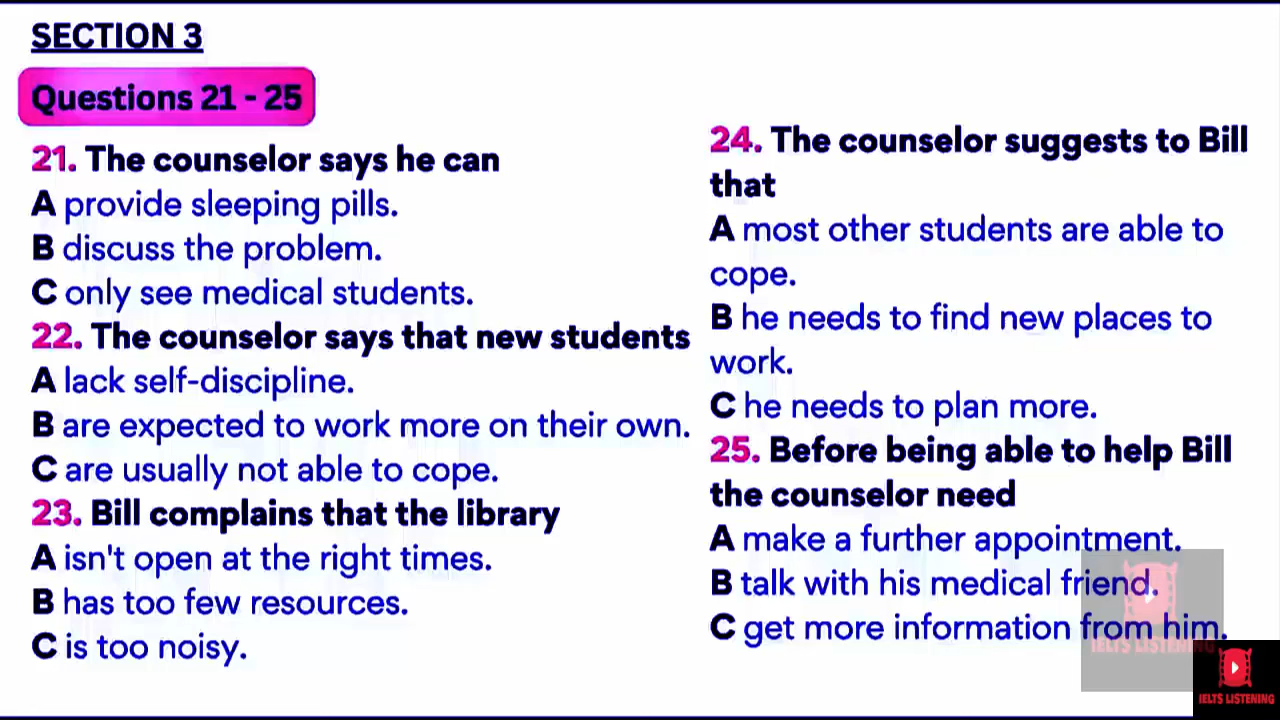 SECTION 3
Questions 21 - 25
21. The counselor says he can
A provide sleeping pills.
B discuss the problem.
C only see medical students.
22. The counselor says that new students
A lack self-discipline.
B are expected to work more on their own.
C are usually not able to cope.
23. Bill complains that the library
A isn't open at the right times.
B has too few resources.
C is too noisy.
24. The counselor suggests to Bill
that
A most other students are able to
cope.
B he needs to find new places to
work.
C he needs to plan more.
25. Before being able to help Bill
the counselor need
A make a further appointment.
B talk with his medical friend.
C get more information from him.
IELTS LISTENING
IELTS LISTENING